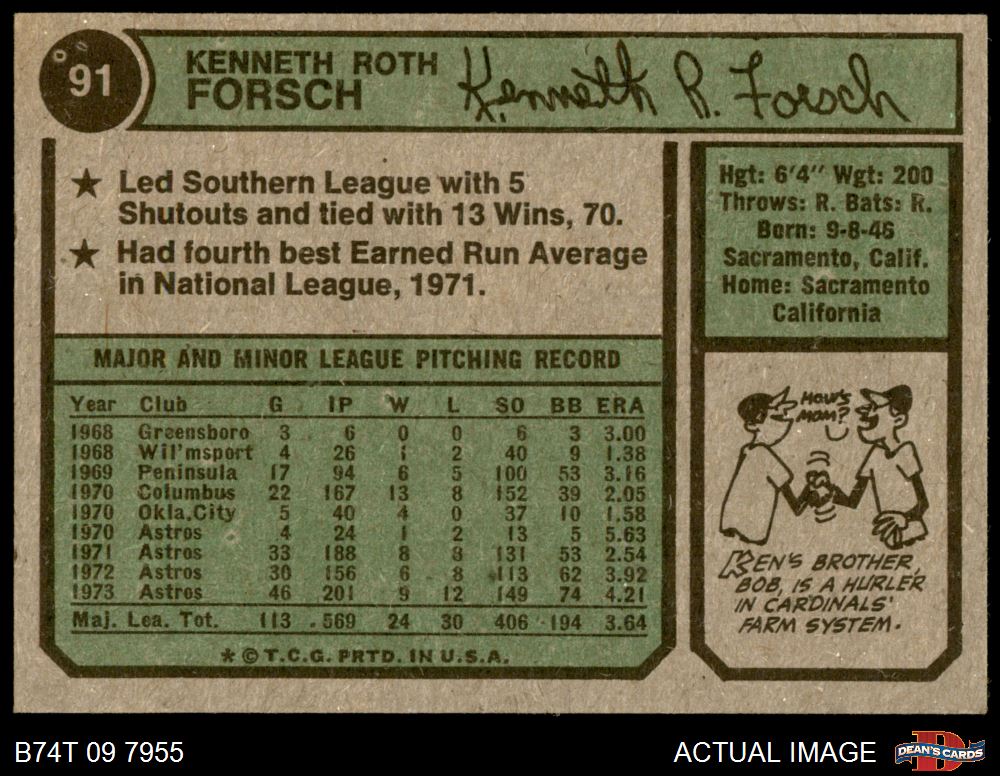 91
KENNETH ROTH
FORSCH
Kenneth R. Forsch
★ Led Southern League with 5
Shutouts and tied with 13 Wins, 70.
★ Had fourth best Earned Run Average
in National League, 1971.
Hgt: 6'4" Wgt: 200
Throws: R. Bats: R.
Born: 9-8-46
Sacramento, Calif.
Home: Sacramento
California
MAJOR AND MINOR LEAGUE PITCHING RECORD
Year Club G IP W L SO BB ERA
1968 Greensboro 3 6 0 0 6 3 3.00
1968 Wil'msport 4 26 1 2 40 9 1.38
1969 Peninsula 17 94 6 5 100 53 3.16
1970 Columbus 22 167 13 8 152 39 2.05
1970 Okla.City 5 40 4 0 37 10 1.58
1970 Astros 4 24 1 2 13 5 5.63
1971 Astros 33 188 8 8 131 53 2.54
1972 Astros 30 156 6 8 113 62 3.92
1973 Astros 46 201 9 12 149 74 4.21
Maj. Lea. Tot. 113 569 24 30 406 194 3.64
* © T.C.G. PRTD. IN U.S.A.
HOW'S
MOM?
KEN'S BROTHER,
BOB, IS A HURLER
IN CARDINALS'
FARM SYSTEM.
B74T 09 7955
ACTUAL IMAGE
DEAN'S CARDS